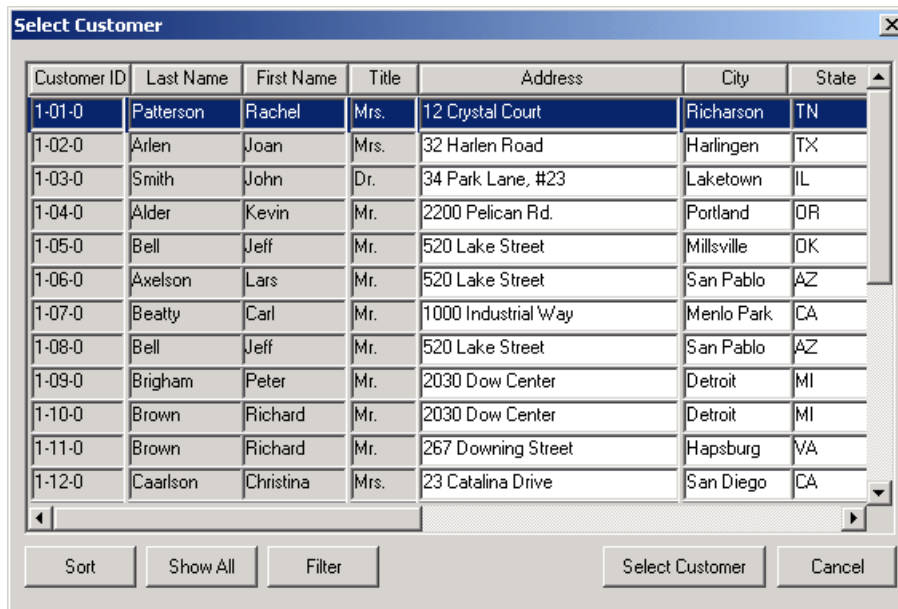 Select Customer
Customer ID Last Name First Name Title Address City State
1-01-0 Patterson Rachel Mrs. 12 Crystal Court Richarson TN
1-02-0 Arlen Joan Mrs. 32 Harlen Road Harlingen TX
1-03-0 Smith John Dr. 34 Park Lane, #23 Laketown IL
1-04-0 Alder Kevin Mr. 2200 Pelican Rd. Portland OR
1-05-0 Bell Jeff Mr. 520 Lake Street Millsville OK
1-06-0 Axelson Lars Mr. 520 Lake Street San Pablo AZ
1-07-0 Beatty Carl Mr. 1000 Industrial Way Menlo Park CA
1-08-0 Bell Jeff Mr. 520 Lake Street San Pablo AZ
1-09-0 Brigham Peter Mr. 2030 Dow Center Detroit MI
1-10-0 Brown Richard Mr. 2030 Dow Center Detroit MI
1-11-0 Brown Richard Mr. 267 Downing Street Hapsburg VA
1-12-0 Caarlson Christina Mrs. 23 Catalina Drive San Diego CA
Sort Show All Filter Select Customer Cancel